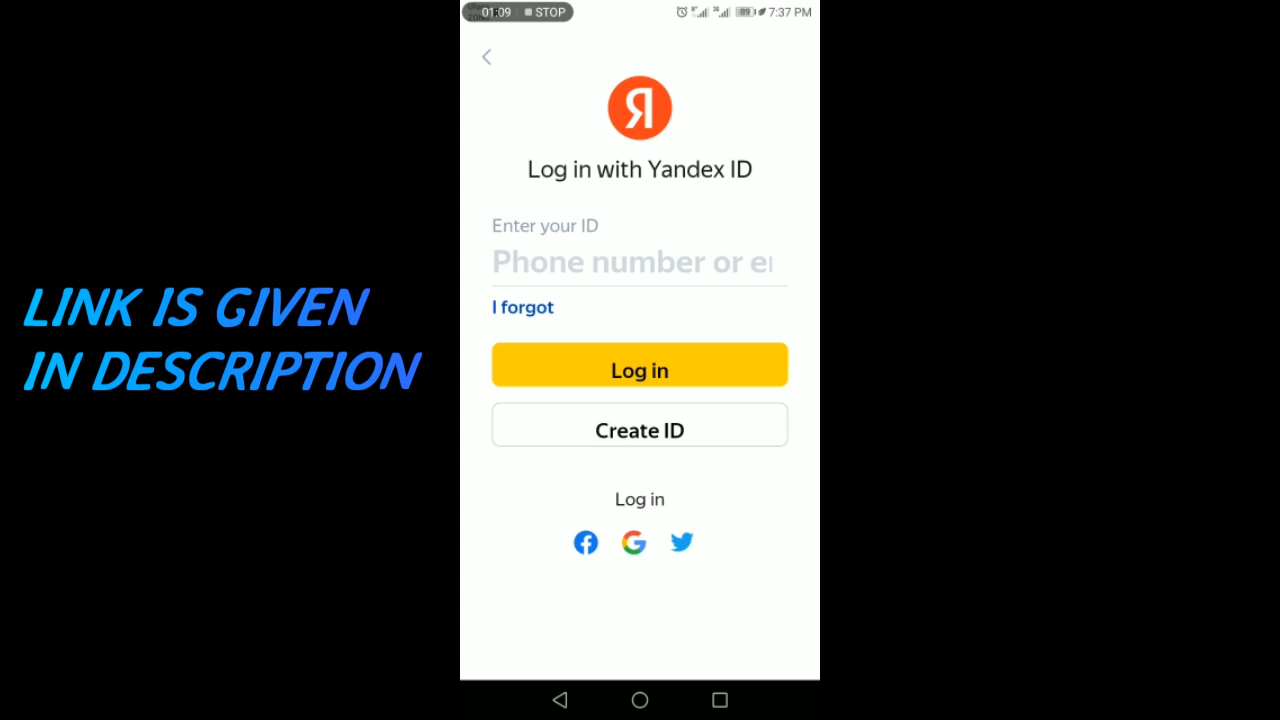 01:09 STOP
89 7:37 PM
Я
Log in with Yandex ID
Enter your ID
Phone number or
I forgot
Log in
Create ID
Log in
LINK IS GIVEN
IN DESCRIPTION